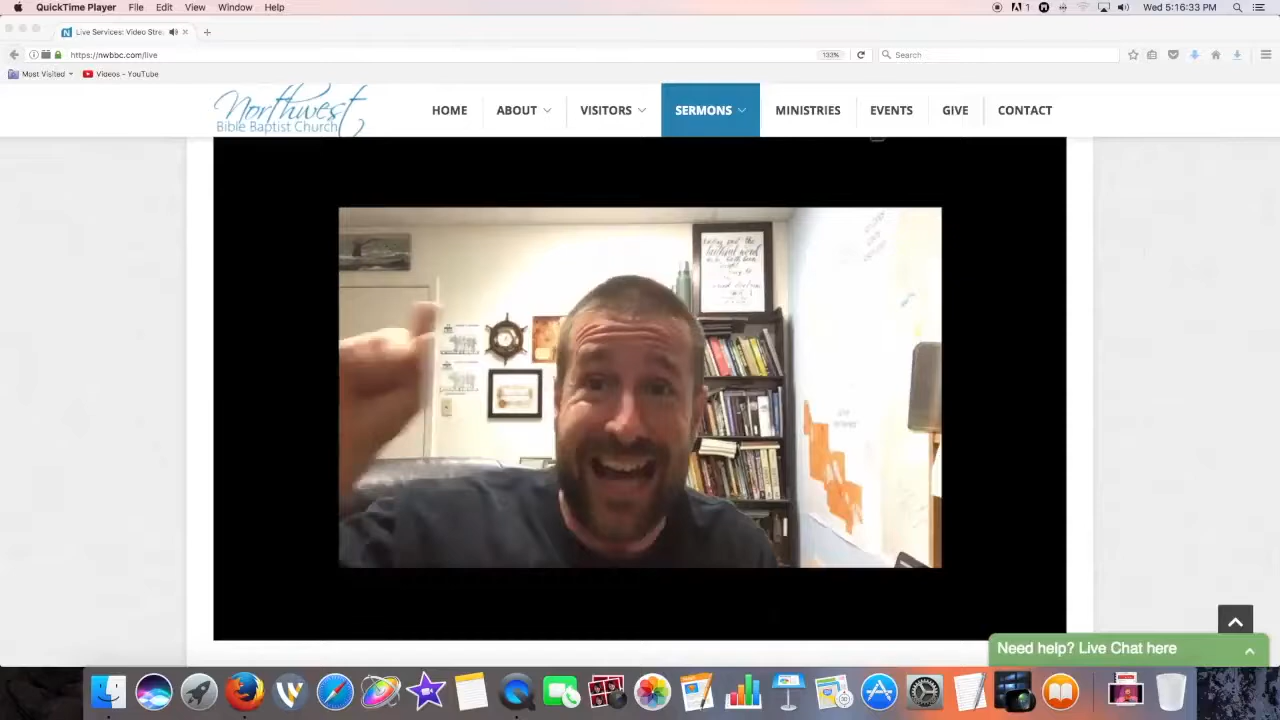 QuickTime Player File Edit View Window Help
1
Wed 5:16:33 PM
Live Services: Video Stre
https://nwbbc.com/live
133%
Search
Most Visited
Videos - YouTube
Northwest
Bible Baptist Church
HOME
ABOUT
VISITORS
SERMONS
MINISTRIES
EVENTS
GIVE
CONTACT
Need help? Live Chat here